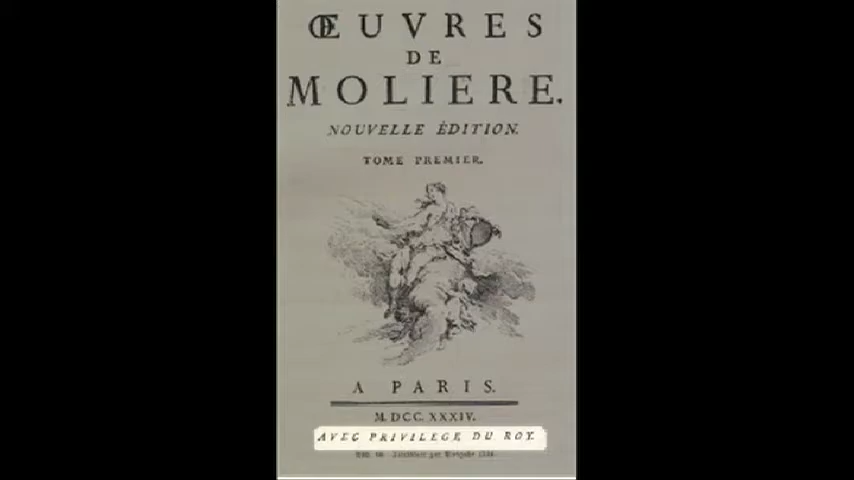 ŒUVRES
DE
MOLIERE.
NOUVELLE ÉDITION.
TOME PREMIER.
A PARIS.
M.DCC.XXXIV.
AVEC PRIVILEGE DU ROY.